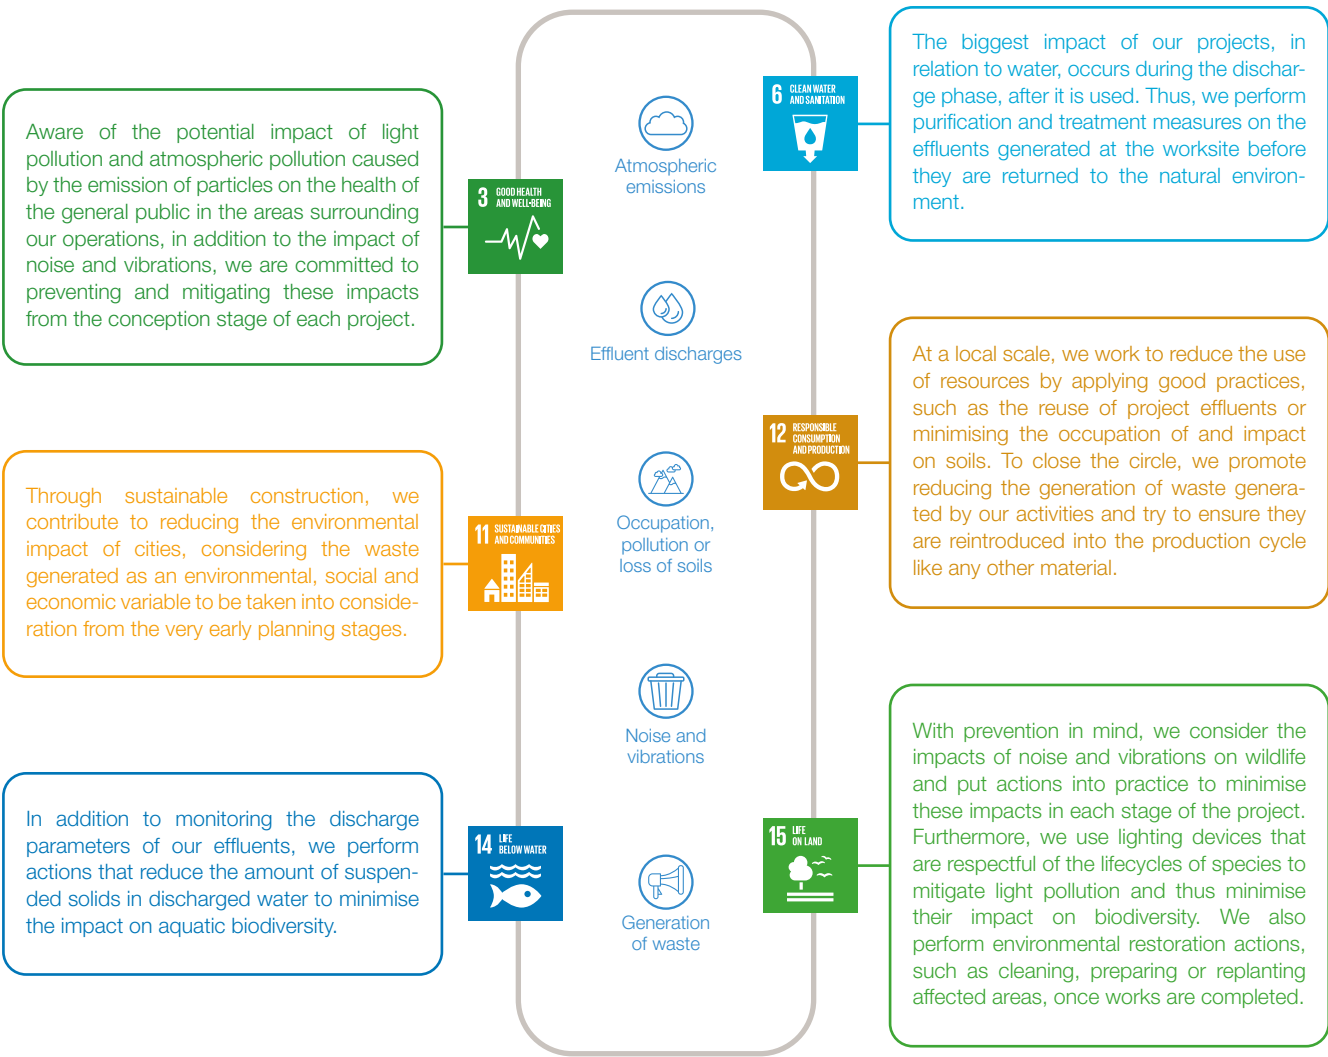 Aware of the potential impact of light
pollution and atmospheric pollution caused
by the emission of particles on the health of
the general public in the areas surrounding
our operations, in addition to the impact of
noise and vibrations, we are committed to
preventing and mitigating these impacts
from the conception stage of each project.
3 GOOD HEALTH
AND WELL-BEING
Through sustainable construction, we
contribute to reducing the environmental
impact of cities, considering the waste
generated as an environmental, social and
economic variable to be taken into conside-
ration from the very early planning stages.
11 SUSTAINABLE CITIES
AND COMMUNITIES
In addition to monitoring the discharge
parameters of our effluents, we perform
actions that reduce the amount of suspen-
ded solids in discharged water to minimise
the impact on aquatic biodiversity.
14 LIFE
BELOW WATER
Atmospheric
emissions
Effluent discharges
Occupation,
pollution or
loss of soils
Noise and
vibrations
Generation
of waste
6 CLEAN WATER
AND SANITATION
The biggest impact of our projects, in
relation to water, occurs during the dischar-
ge phase, after it is used. Thus, we perform
purification and treatment measures on the
effluents generated at the worksite before
they are returned to the natural environ-
ment.
12 RESPONSIBLE
CONSUMPTION
AND PRODUCTION
At a local scale, we work to reduce the use
of resources by applying good practices,
such as the reuse of project effluents or
minimising the occupation of and impact
on soils. To close the circle, we promote
reducing the generation of waste genera-
ted by our activities and try to ensure they
are reintroduced into the production cycle
like any other material.
15 LIFE
ON LAND
With prevention in mind, we consider the
impacts of noise and vibrations on wildlife
and put actions into practice to minimise
these impacts in each stage of the project.
Furthermore, we use lighting devices that
are respectful of the lifecycles of species to
mitigate light pollution and thus minimise
their impact on biodiversity. We also
perform environmental restoration actions,
such as cleaning, preparing or replanting
affected areas, once works are completed.